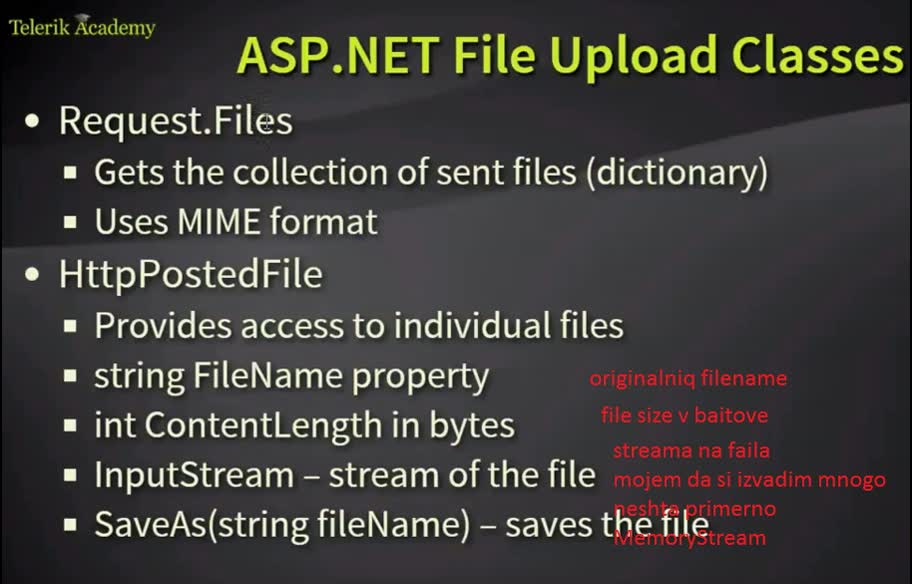 Telerik Academy
ASP.NET File Upload Classes
• Request.Files
▪ Gets the collection of sent files (dictionary)
▪ Uses MIME format
• HttpPostedFile
▪ Provides access to individual files
▪ string FileName property
originalniq filename
▪ int ContentLength in bytes
file size v baitove
▪ InputStream – stream of the file
streama na faila
mojem da si izvadim mnogo
neshta primerno
MemoryStream
▪ SaveAs(string fileName) – saves the file